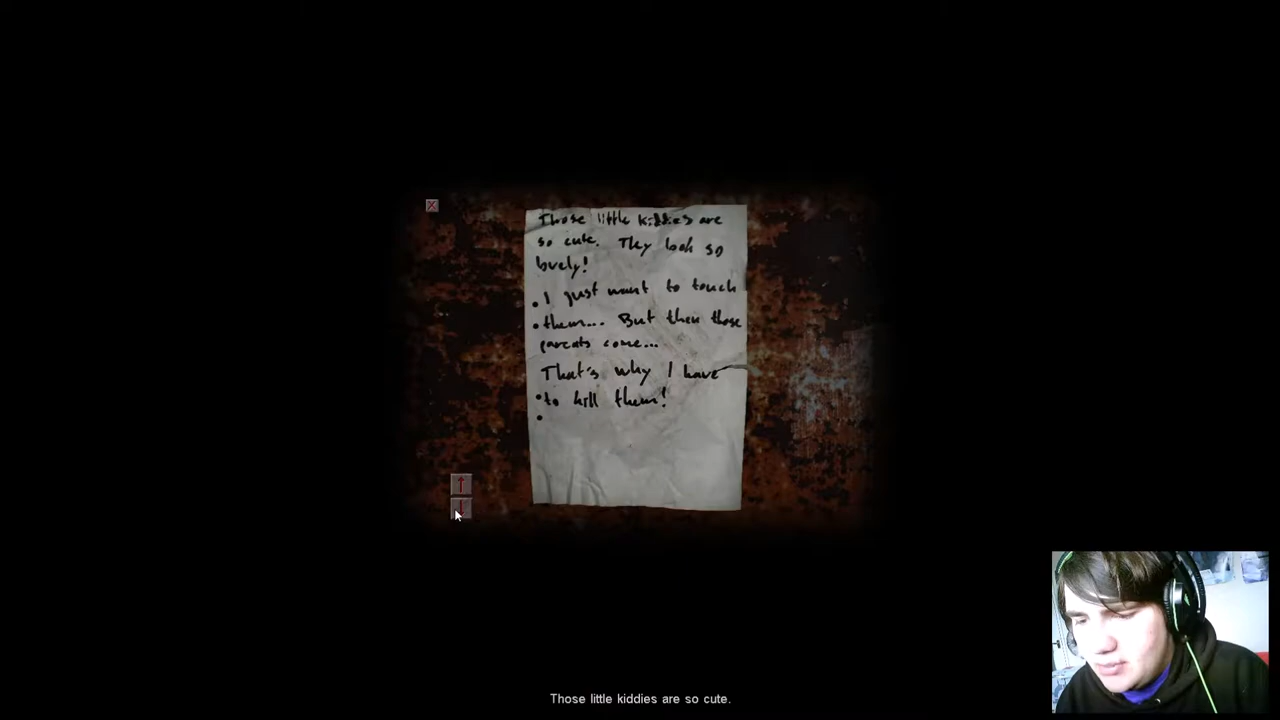 Those little kiddies are
so cute. They look so
lovely!
I just want to touch
them... But then those
parents come...
That's why I have
to kill them!
Those little kiddies are so cute.